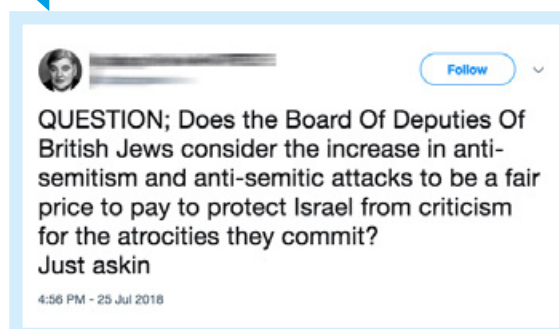 Follow
QUESTION; Does the Board Of Deputies Of
British Jews consider the increase in anti-
semitism and anti-semitic attacks to be a fair
price to pay to protect Israel from criticism
for the atrocities they commit?
Just askin
4:56 PM - 25 Jul 2018